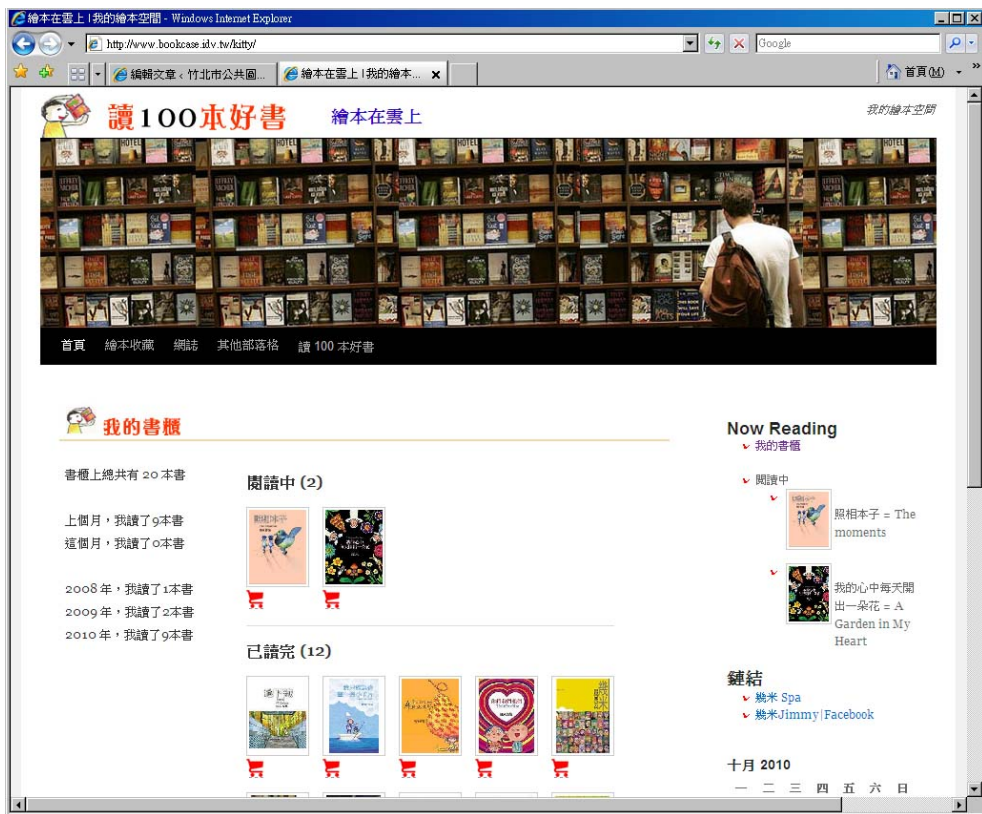 繪本在雲上 | 我的繪本空間 - Windows Internet Explorer
http://www.bookcase.idv.tw/kitty/
Google
編輯文章 ‹ 竹北市公共圖...
繪本在雲上 | 我的繪本...
首頁(M)
讀100本好書
繪本在雲上
我的繪本空間
首頁 繪本收藏 網誌 其他部落格 讀 100 本好書
我的書櫃
書櫃上總共有 20 本書
上個月，我讀了9本書
這個月，我讀了0本書
2008 年，我讀了1本書
2009 年，我讀了2本書
2010 年，我讀了9本書
閱讀中 (2)
照相本子
已讀完 (12)
Now Reading
我的書櫃
閱讀中
照相本子 = The
moments
我的心中每天開
出一朵花 = A
Garden in My
Heart
鏈結
幾米 Spa
幾米Jimmy|Facebook
十月 2010
一 二 三 四 五 六 日